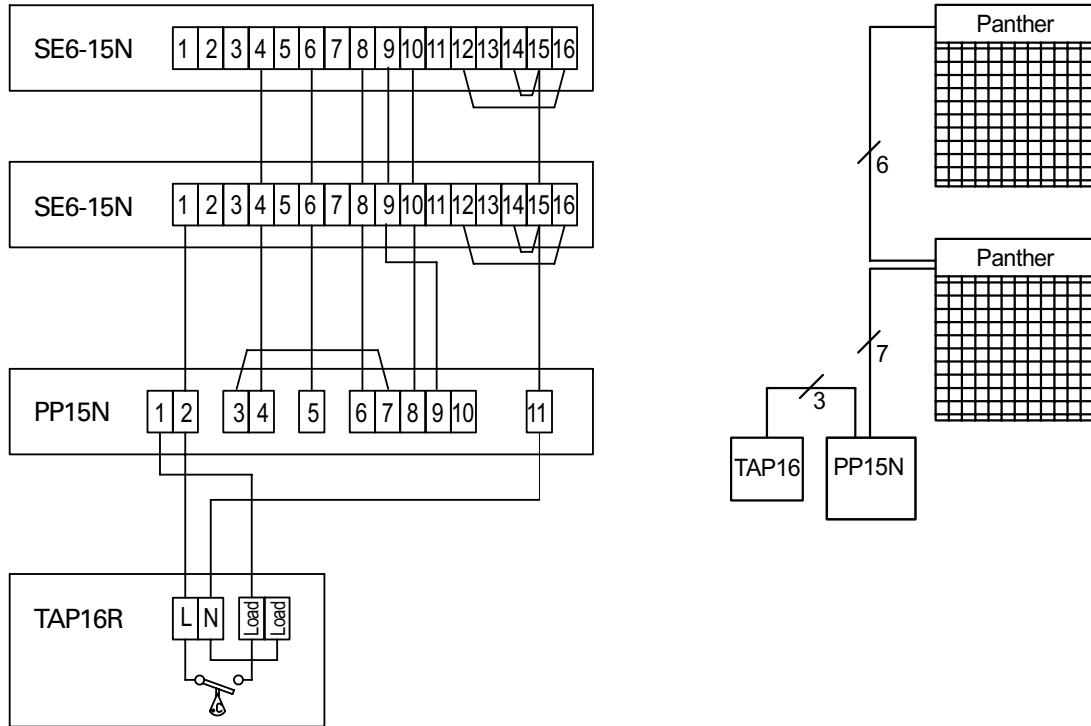 SE6-15N 1 2 3 4 5 6 7 8 9 10 11 12 13 14 15 16
SE6-15N 1 2 3 4 5 6 7 8 9 10 11 12 13 14 15 16
PP15N 1 2 3 4 5 6 7 8 9 10 11
TAP16R L N Load Load
°C
Panther
6
Panther
7
3
TAP16 PP15N